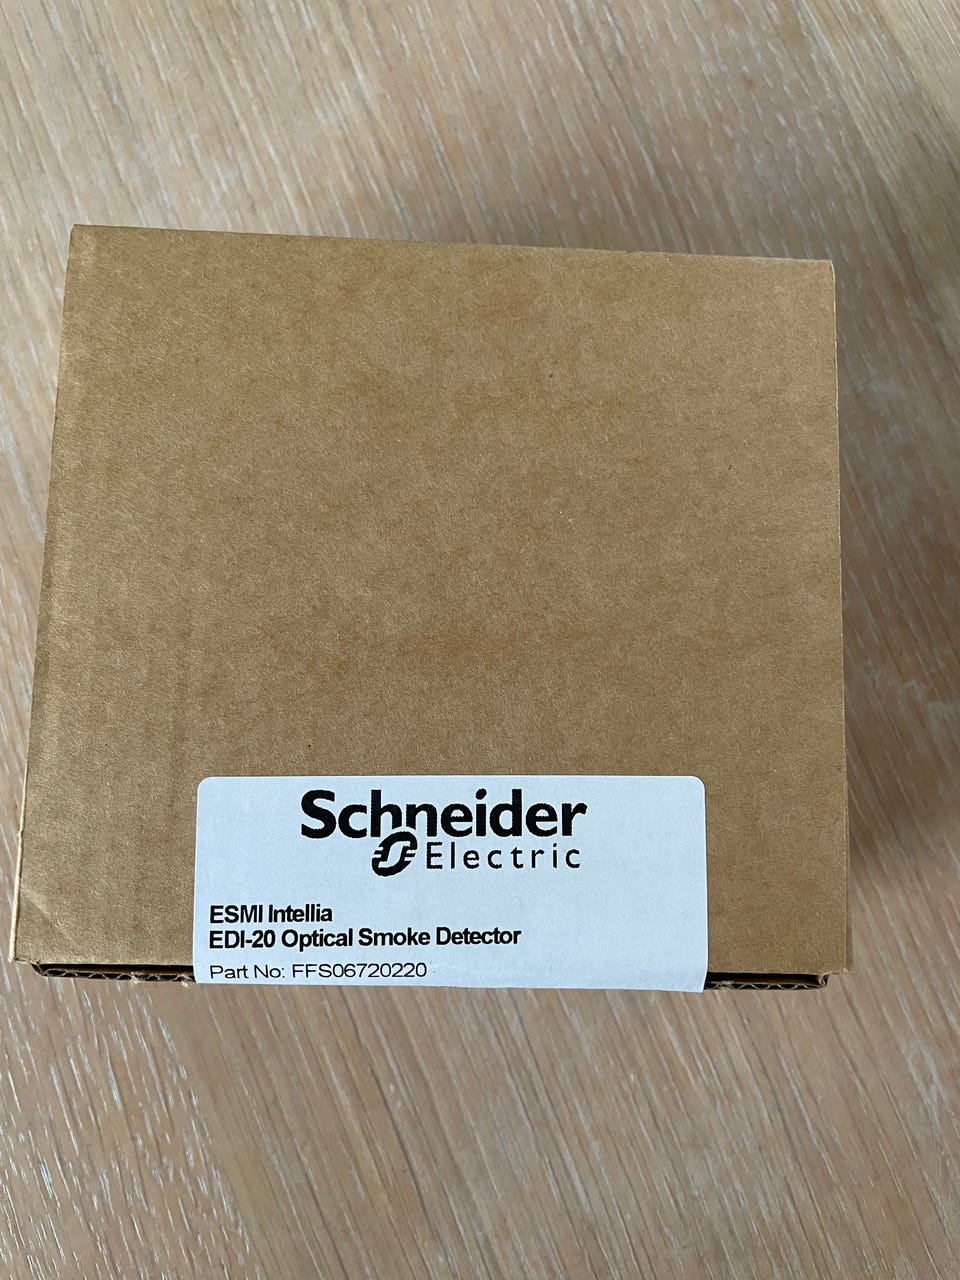 Schneider
Electric
ESMI Intellia
EDI-20 Optical Smoke Detector
Part No: FFS06720220